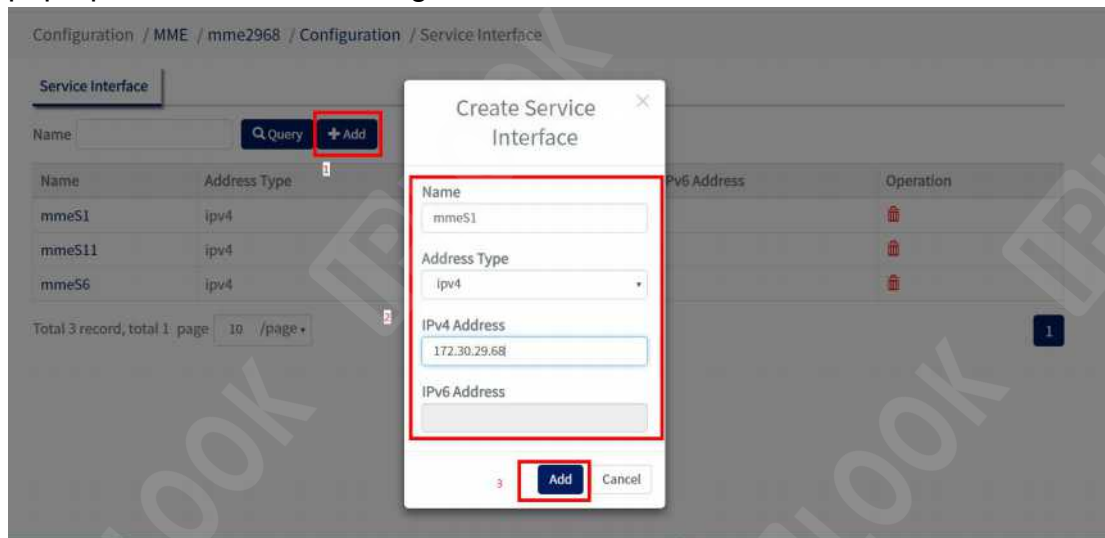 Configuration / MME / mme2968 / Configuration / Service Interface
Service Interface
Name Query + Add
1
Name Address Type Pv6 Address Operation
mmeS1 ipv4
mmeS11 ipv4
mmeS6 ipv4
Total 3 record, total 1 page 10 /page
1
2
Create Service
Interface
×
Name
mmeS1
Address Type
ipv4
IPv4 Address
172.30.29.68
IPv6 Address
3 Add Cancel